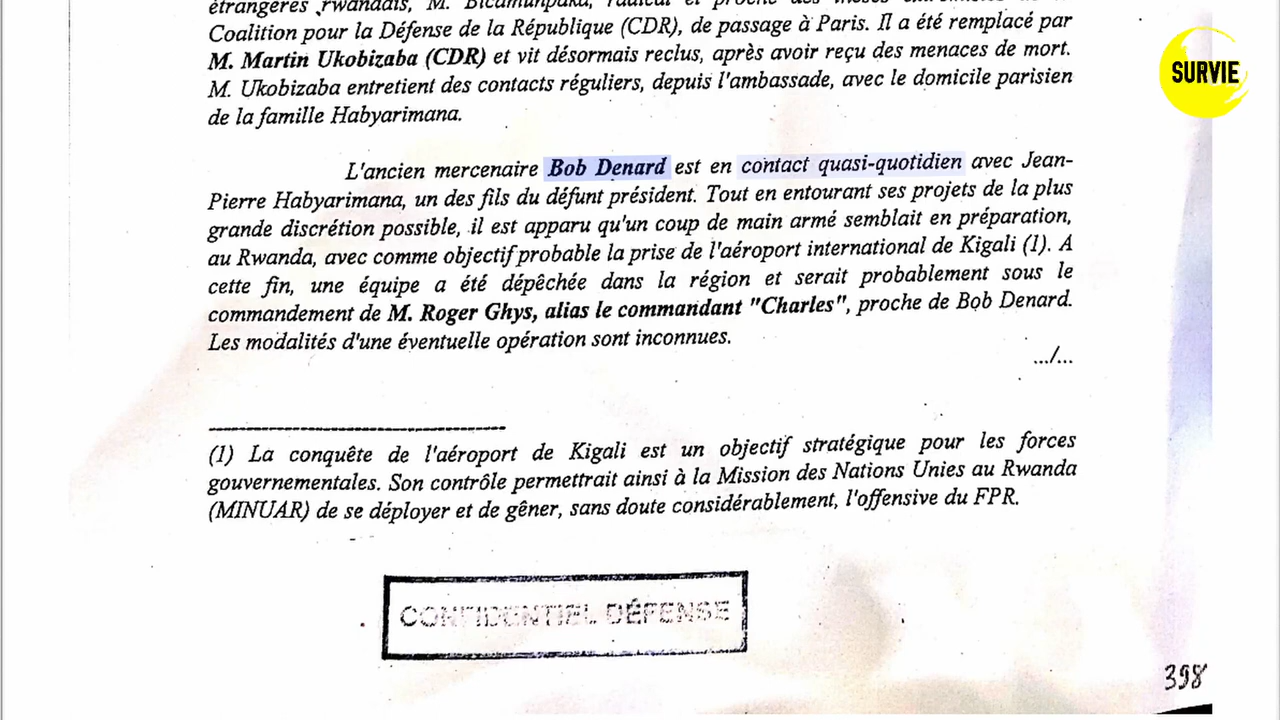 étrangères rwandais, M. Bicamunpaka, radical et proche des
Coalition pour la Défense de la République (CDR), de passage à Paris. Il a été remplacé par
M. Martin Ukobizaba (CDR) et vit désormais reclus, après avoir reçu des menaces de mort.
M. Ukobizaba entretient des contacts réguliers, depuis l'ambassade, avec le domicile parisien
de la famille Habyarimana.
SURVIE
L'ancien mercenaire Bob Denard est en contact quasi-quotidien avec Jean-
Pierre Habyarimana, un des fils du défunt président. Tout en entourant ses projets de la plus
grande discrétion possible, il est apparu qu'un coup de main armé semblait en préparation,
au Rwanda, avec comme objectif probable la prise de l'aéroport international de Kigali (1). A
cette fin, une équipe a été dépêchée dans la région et serait probablement sous le
commandement de M. Roger Ghys, alias le commandant "Charles", proche de Bob Denard.
Les modalités d'une éventuelle opération sont inconnues.
.../...
(1) La conquête de l'aéroport de Kigali est un objectif stratégique pour les forces
gouvernementales. Son contrôle permettrait ainsi à la Mission des Nations Unies au Rwanda
(MINUAR) de se déployer et de gêner, sans doute considérablement, l'offensive du FPR.
CONFIDENTIEL DÉFENSE
398